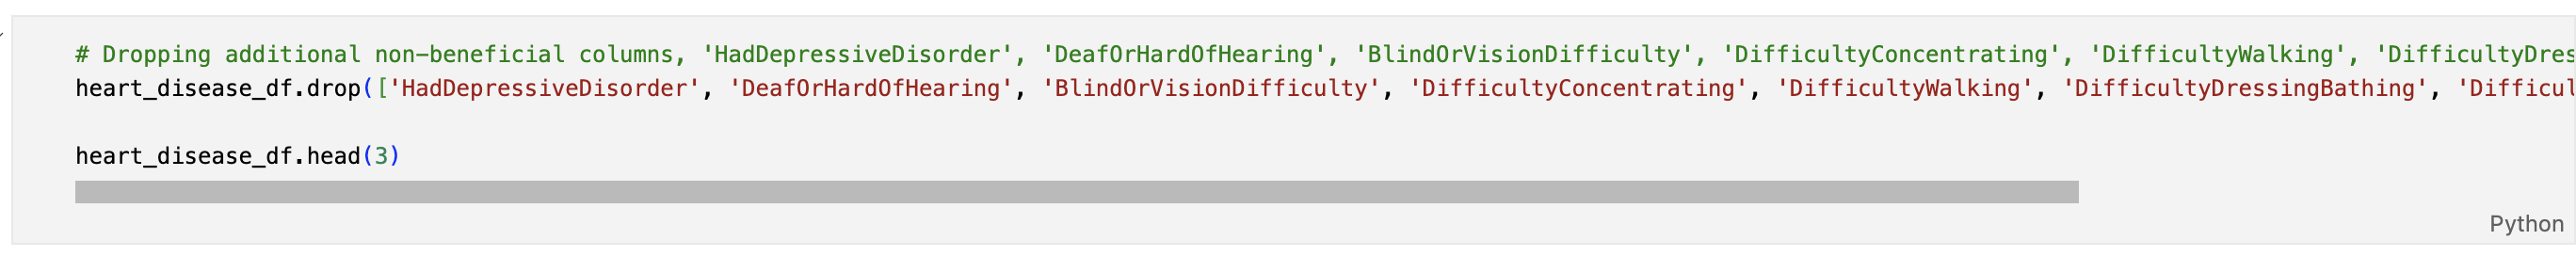 # Dropping additional non-beneficial columns, 'HadDepressiveDisorder', 'DeafOrHardOfHearing', 'BlindOrVisionDifficulty', 'DifficultyConcentrating', 'DifficultyWalking', 'DifficultyDres
heart_disease_df.drop(['HadDepressiveDisorder', 'DeafOrHardOfHearing', 'BlindOrVisionDifficulty', 'DifficultyConcentrating', 'DifficultyWalking', 'DifficultyDressingBathing', 'Difficul
heart_disease_df.head(3)
Python